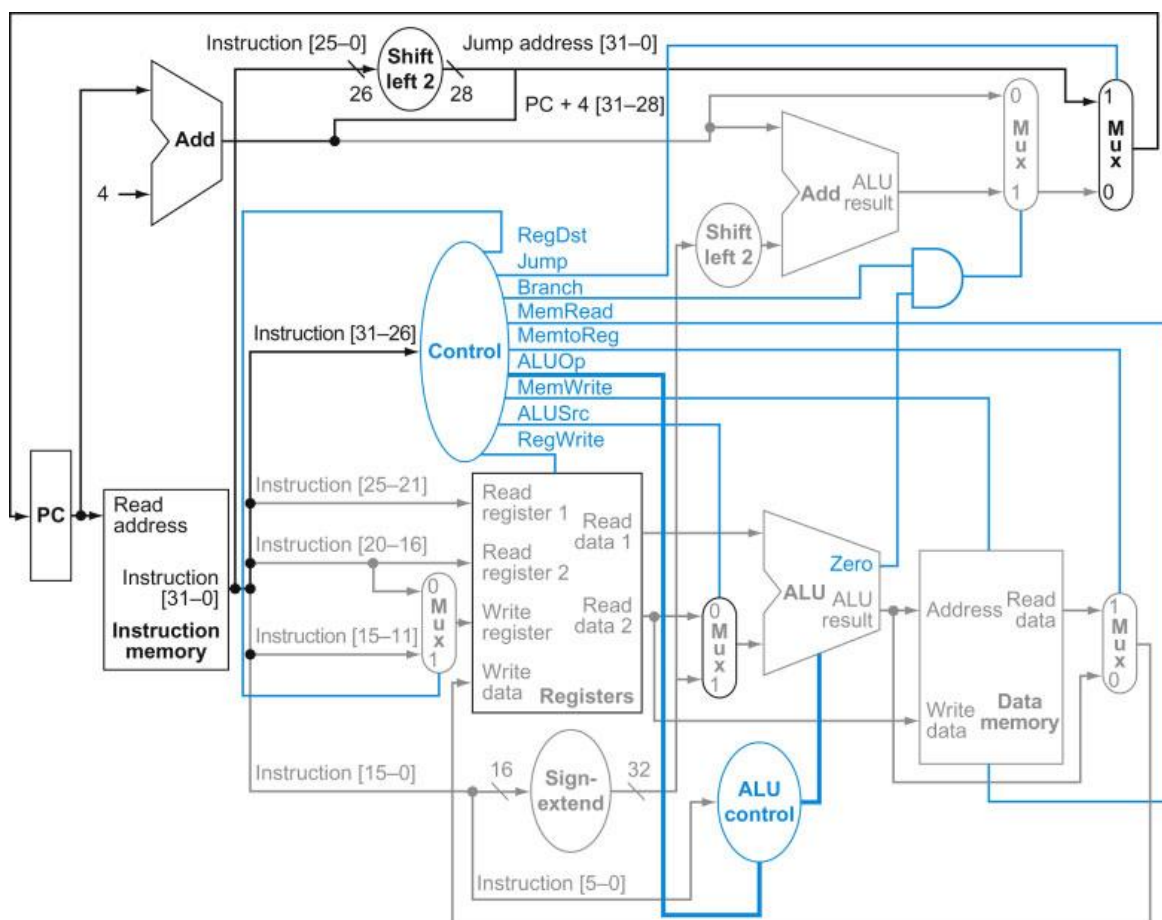 Instruction [25–0]
Shift
left 2
Jump address [31–0]
26
28
PC + 4 [31–28]
Add
4
0
M
u
x
1
1
M
u
x
0
Add
ALU
result
Shift
left 2
RegDst
Jump
Branch
MemRead
MemtoReg
ALUOp
MemWrite
ALUSrc
RegWrite
Instruction [31–26]
Control
PC
Read
address
Instruction
[31–0]
Instruction
memory
Instruction [25–21]
Instruction [20–16]
Instruction [15–11]
0
M
u
x
1
Read
register 1
Read
register 2
Write
register
Write
data
Read
data 1
Read
data 2
Registers
0
M
u
x
1
Zero
ALU
ALU
result
Address
Read
data
Write
data
Data
memory
1
M
u
x
0
Instruction [15–0]
16
Sign-
extend
32
ALU
control
Instruction [5–0]